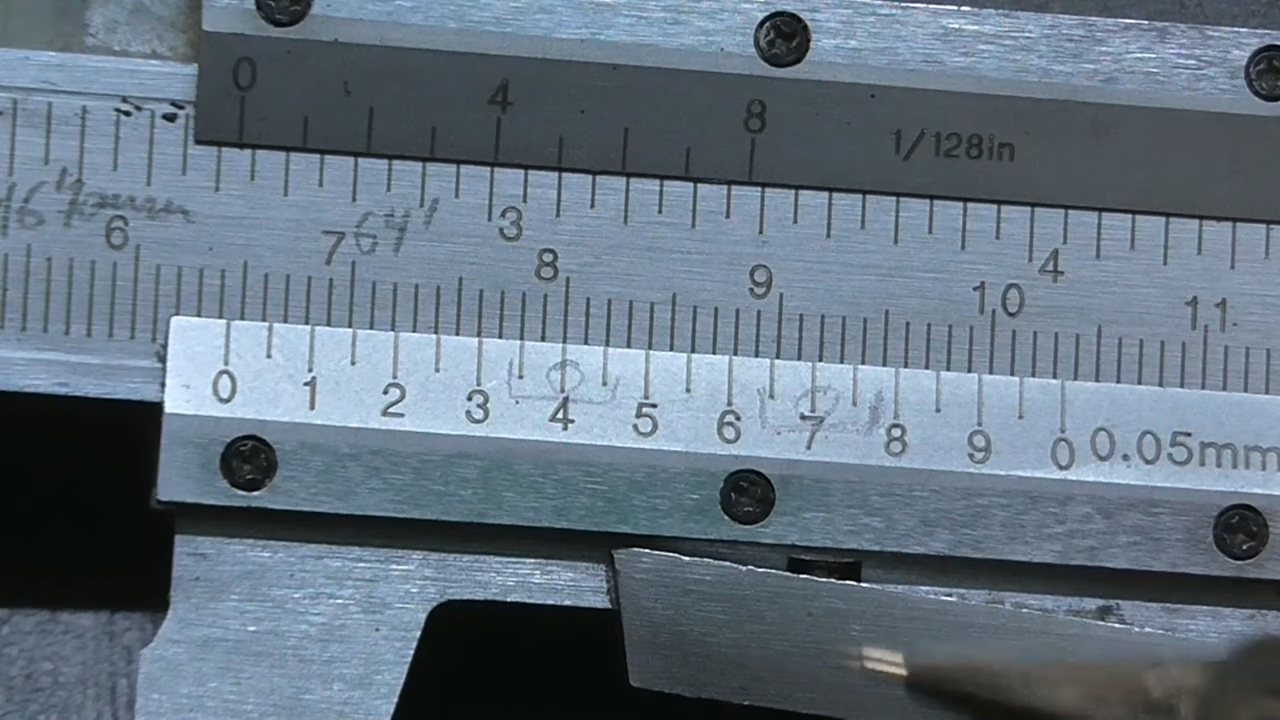 0 4 8 1/128in
3 4
6 7 64' 8 9 10 11
0 1 2 3 4 5 6 7 8 9 0 0.05mm